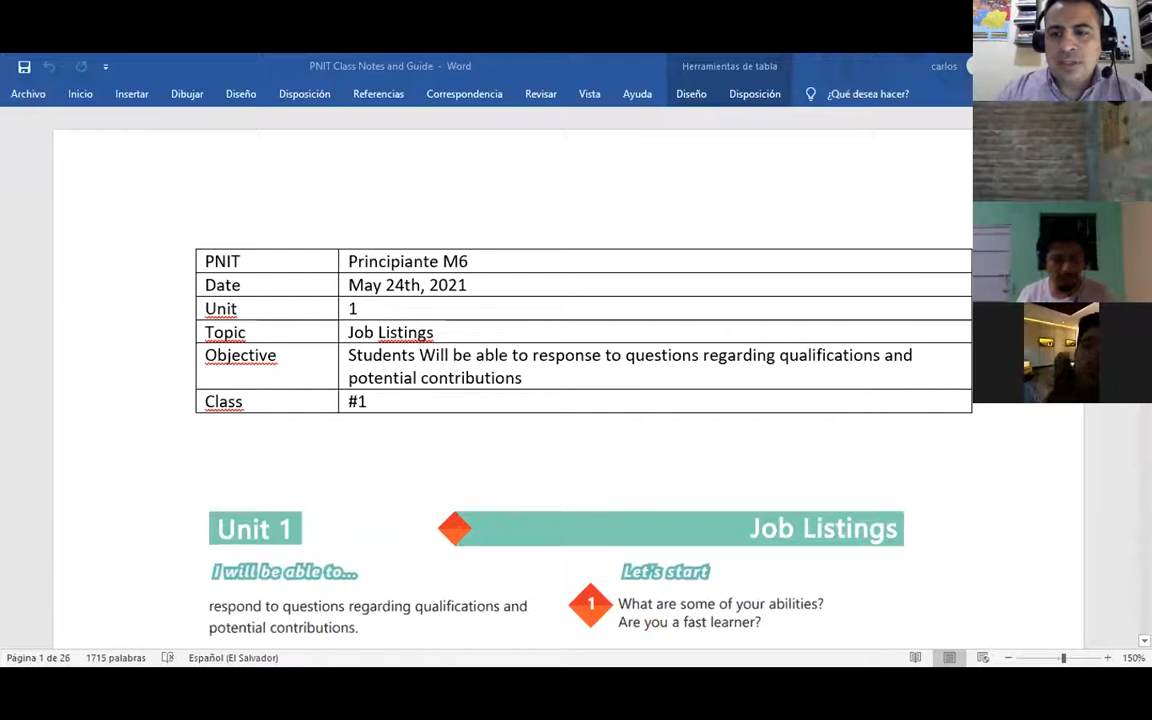 PNIT Class Notes and Guide - Word
Herramientas de tabla
carlos
Archivo Inicio Insertar Dibujar Diseño Disposición Referencias Correspondencia Revisar Vista Ayuda Diseño Disposición ¿Qué desea hacer?
PNIT Principiante M6
Date May 24th, 2021
Unit 1
Topic Job Listings
Objective Students Will be able to response to questions regarding qualifications and
potential contributions
Class #1
Unit 1 Job Listings
I will be able to... Let's start
1 What are some of your abilities?
respond to questions regarding qualifications and
Are you a fast learner?
potential contributions.
Página 1 de 26 1715 palabras Español (El Salvador) 150%